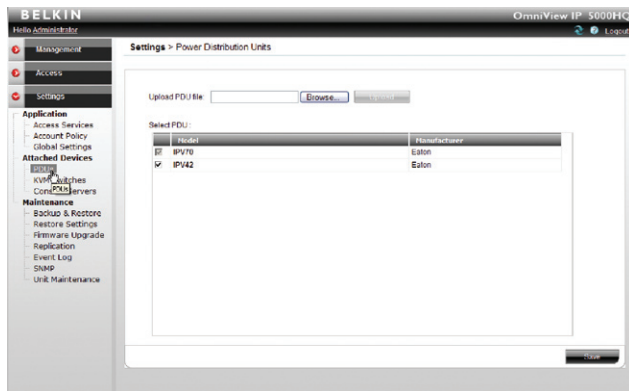 BELKIN
OmniView IP 5000HQ
Hello Administrator
Logout
Management
Access
Settings
Application
Access Services
Account Policy
Global Settings
Attached Devices
PDUs
KVM Switches
PDUs
Maintenance
Backup & Restore
Restore Settings
Firmware Upgrade
Replication
Event Log
SNMP
Unit Maintenance
Settings > Power Distribution Units
Upload PDU file:
Browse...
Select PDU:
Model
Manufacturer
IPV70
Eaton
IPV42
Eaton
Save